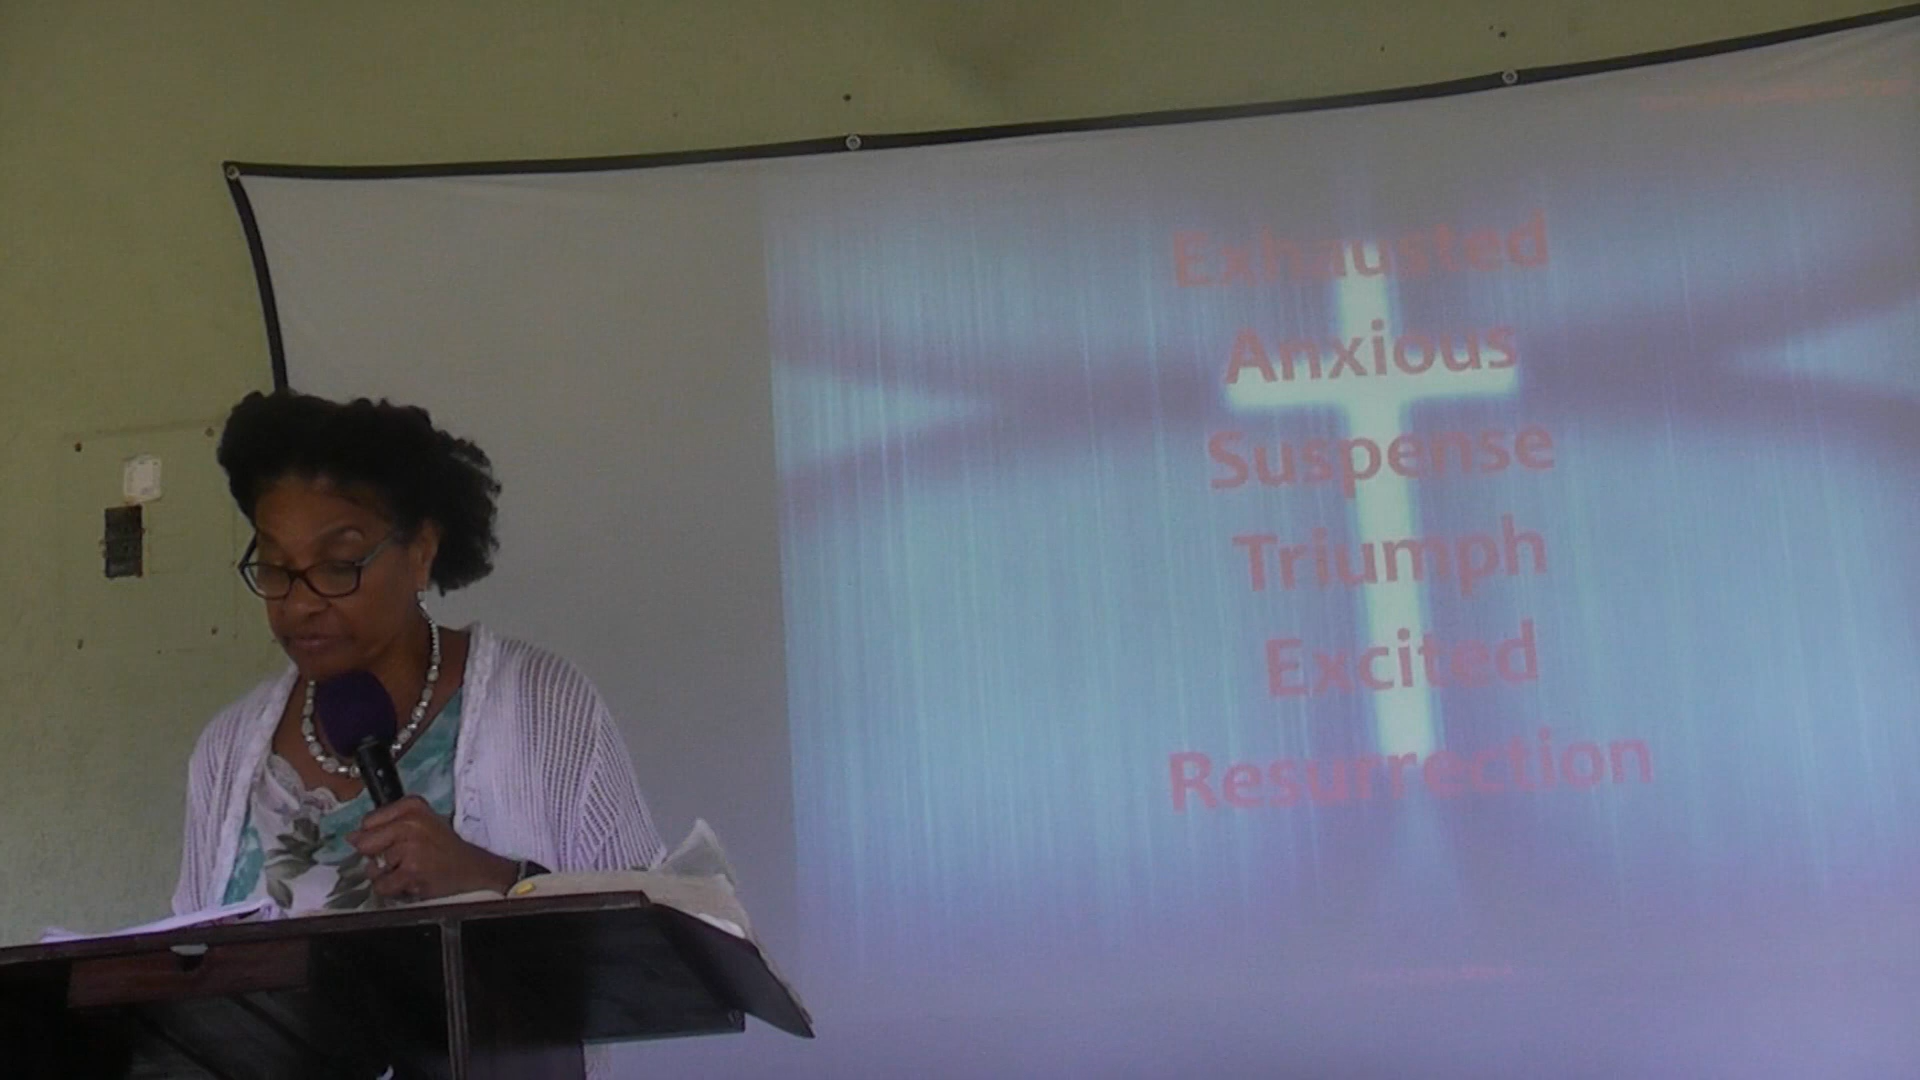 Exhausted
Anxious
Suspense
Triumph
Excited
Resurrection